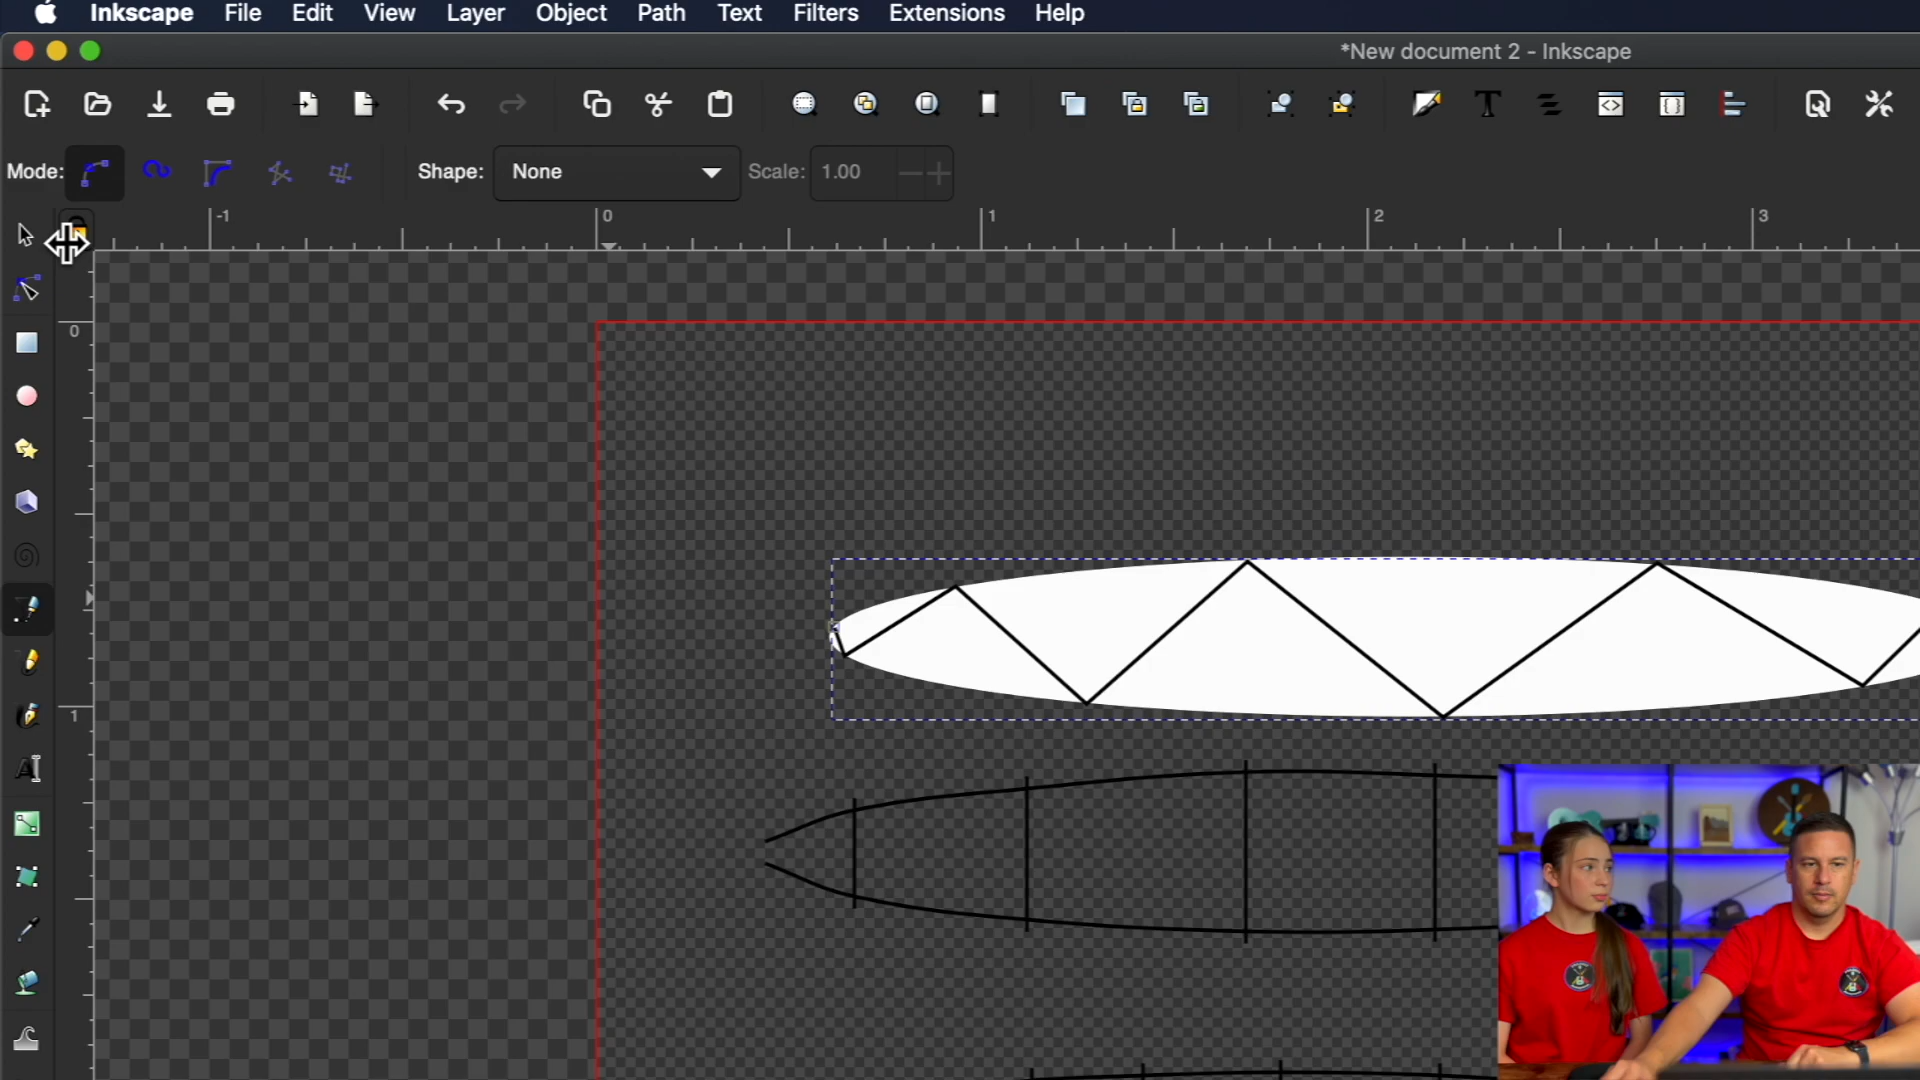 Inkscape File Edit View Layer Object Path Text Filters Extensions Help
*New document 2 - Inkscape
Mode: Shape: None Scale: 1.00
-1 0 1 2 3
0
1